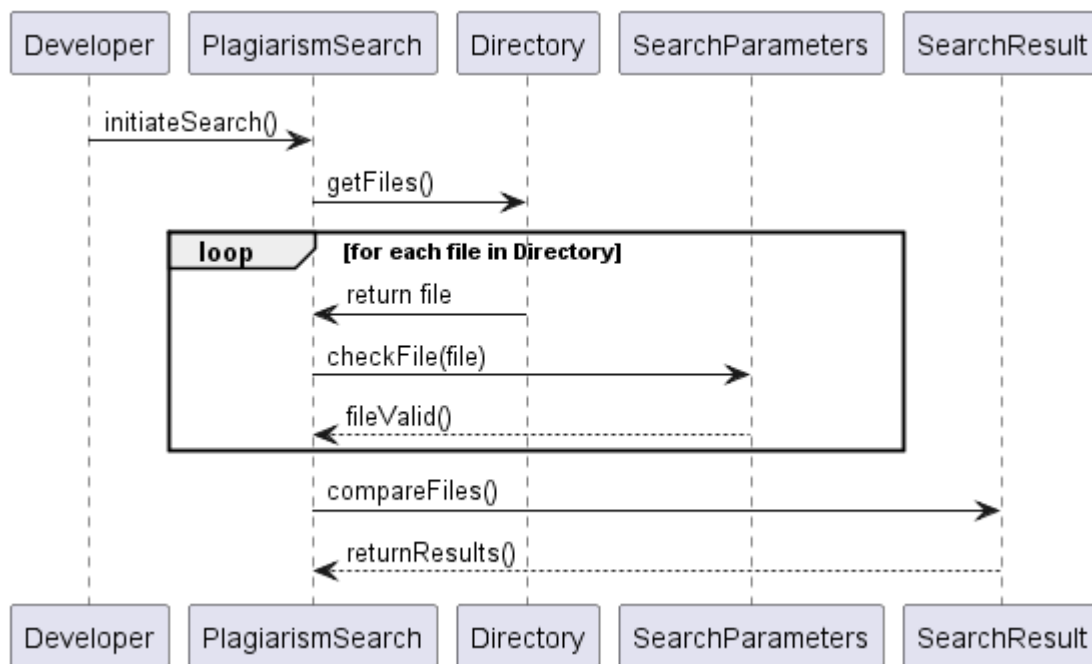 Developer PlagiarismSearch Directory SearchParameters SearchResult
initiateSearch()
getFiles()
loop [for each file in Directory]
return file
checkFile(file)
fileValid()
compareFiles()
returnResults()
Developer PlagiarismSearch Directory SearchParameters SearchResult